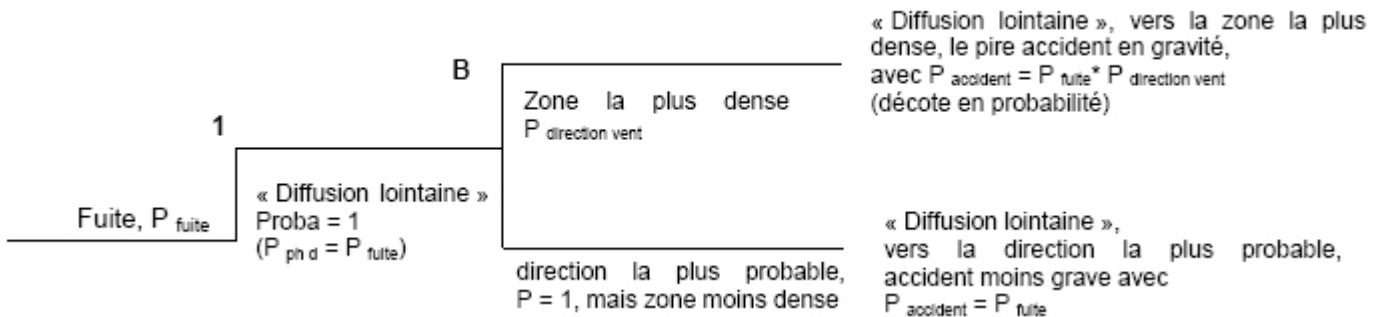 Fuite, P fuite
1
« Diffusion lointaine »
Proba = 1
(P ph d = P fuite)
B
Zone la plus dense
P direction vent
direction la plus probable,
P = 1, mais zone moins dense
« Diffusion lointaine », vers la zone la plus
dense, le pire accident en gravité,
avec P accident = P fuite* P direction vent
(décote en probabilité)
« Diffusion lointaine »,
vers la direction la plus probable,
accident moins grave avec
P accident = P fuite